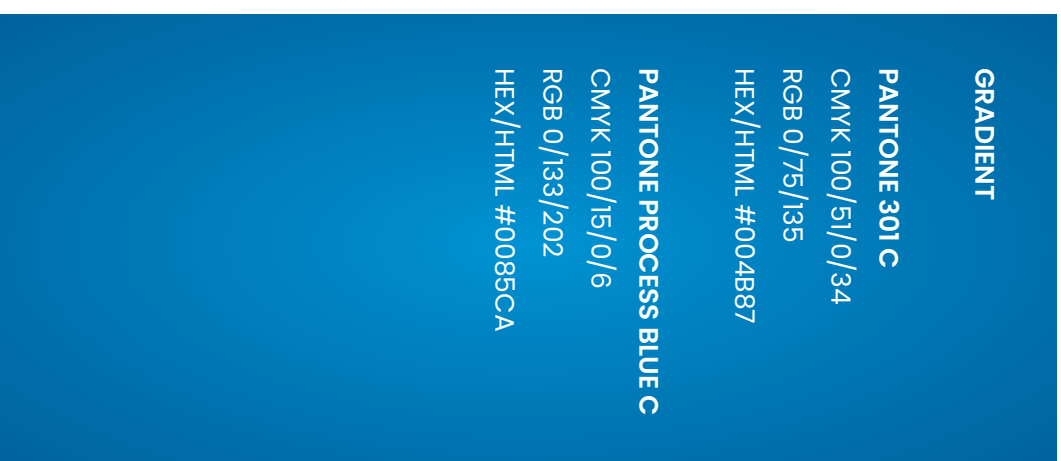 GRADIENT
PANTONE 301 C
CMYK 100/51/0/34
RGB 0/75/135
HEX/HTML #004B87
PANTONE PROCESS BLUE C
CMYK 100/15/0/6
RGB 0/133/202
HEX/HTML #0085CA